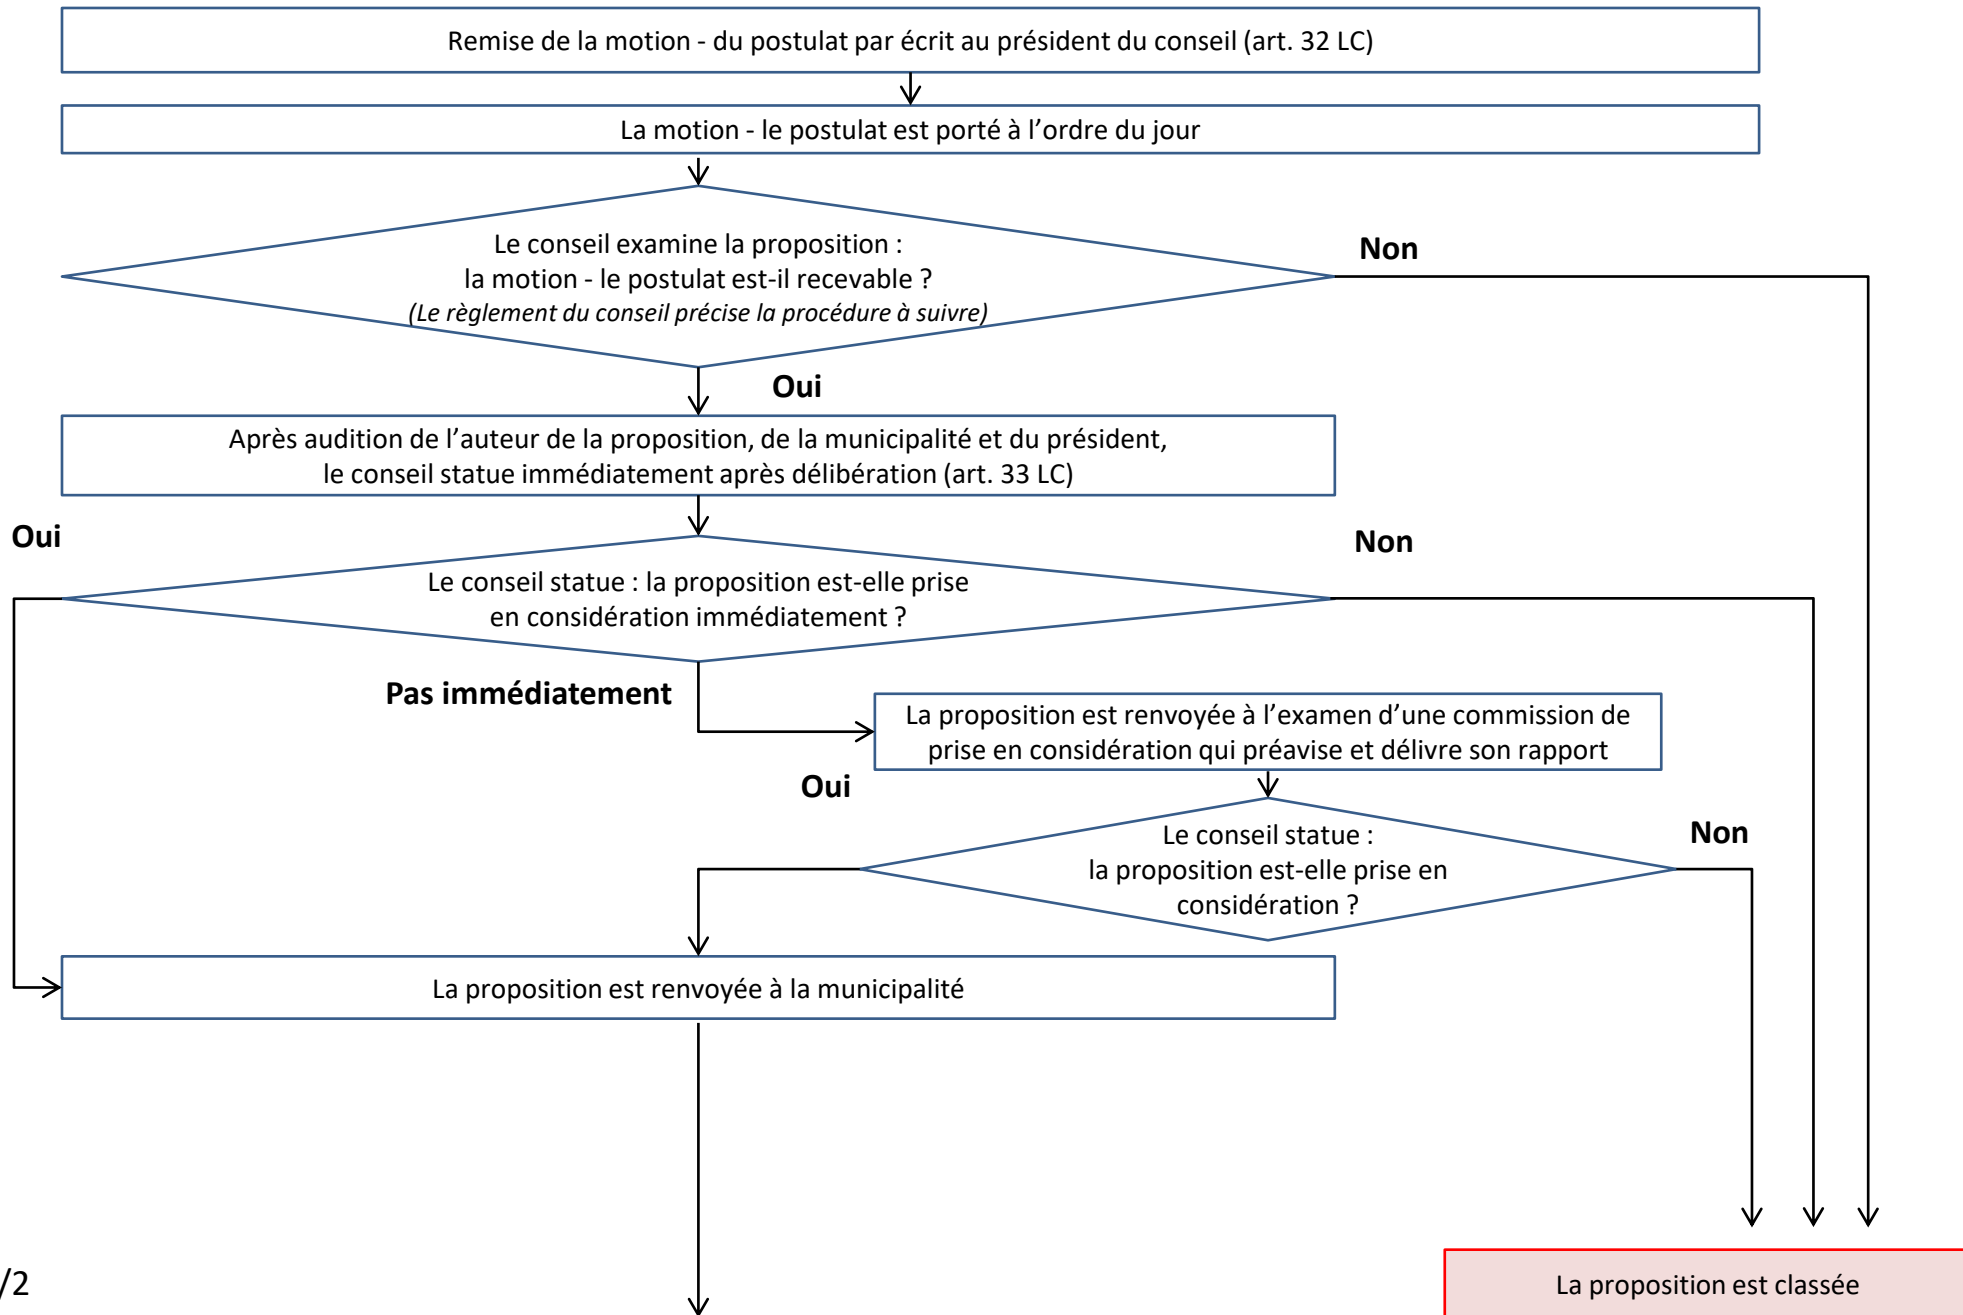 Remise de la motion - du postulat par écrit au président du conseil (art. 32 LC)
La motion - le postulat est porté à l’ordre du jour
Le conseil examine la proposition :
la motion - le postulat est-il recevable ?
(Le règlement du conseil précise la procédure à suivre)
Non
Oui
Après audition de l’auteur de la proposition, de la municipalité et du président,
le conseil statue immédiatement après délibération (art. 33 LC)
Oui
Non
Le conseil statue : la proposition est-elle prise
en considération immédiatement ?
Pas immédiatement
La proposition est renvoyée à l’examen d’une commission de
prise en considération qui préavise et délivre son rapport
Oui
Le conseil statue :
la proposition est-elle prise en
considération ?
Non
La proposition est renvoyée à la municipalité
La proposition est classée
/2